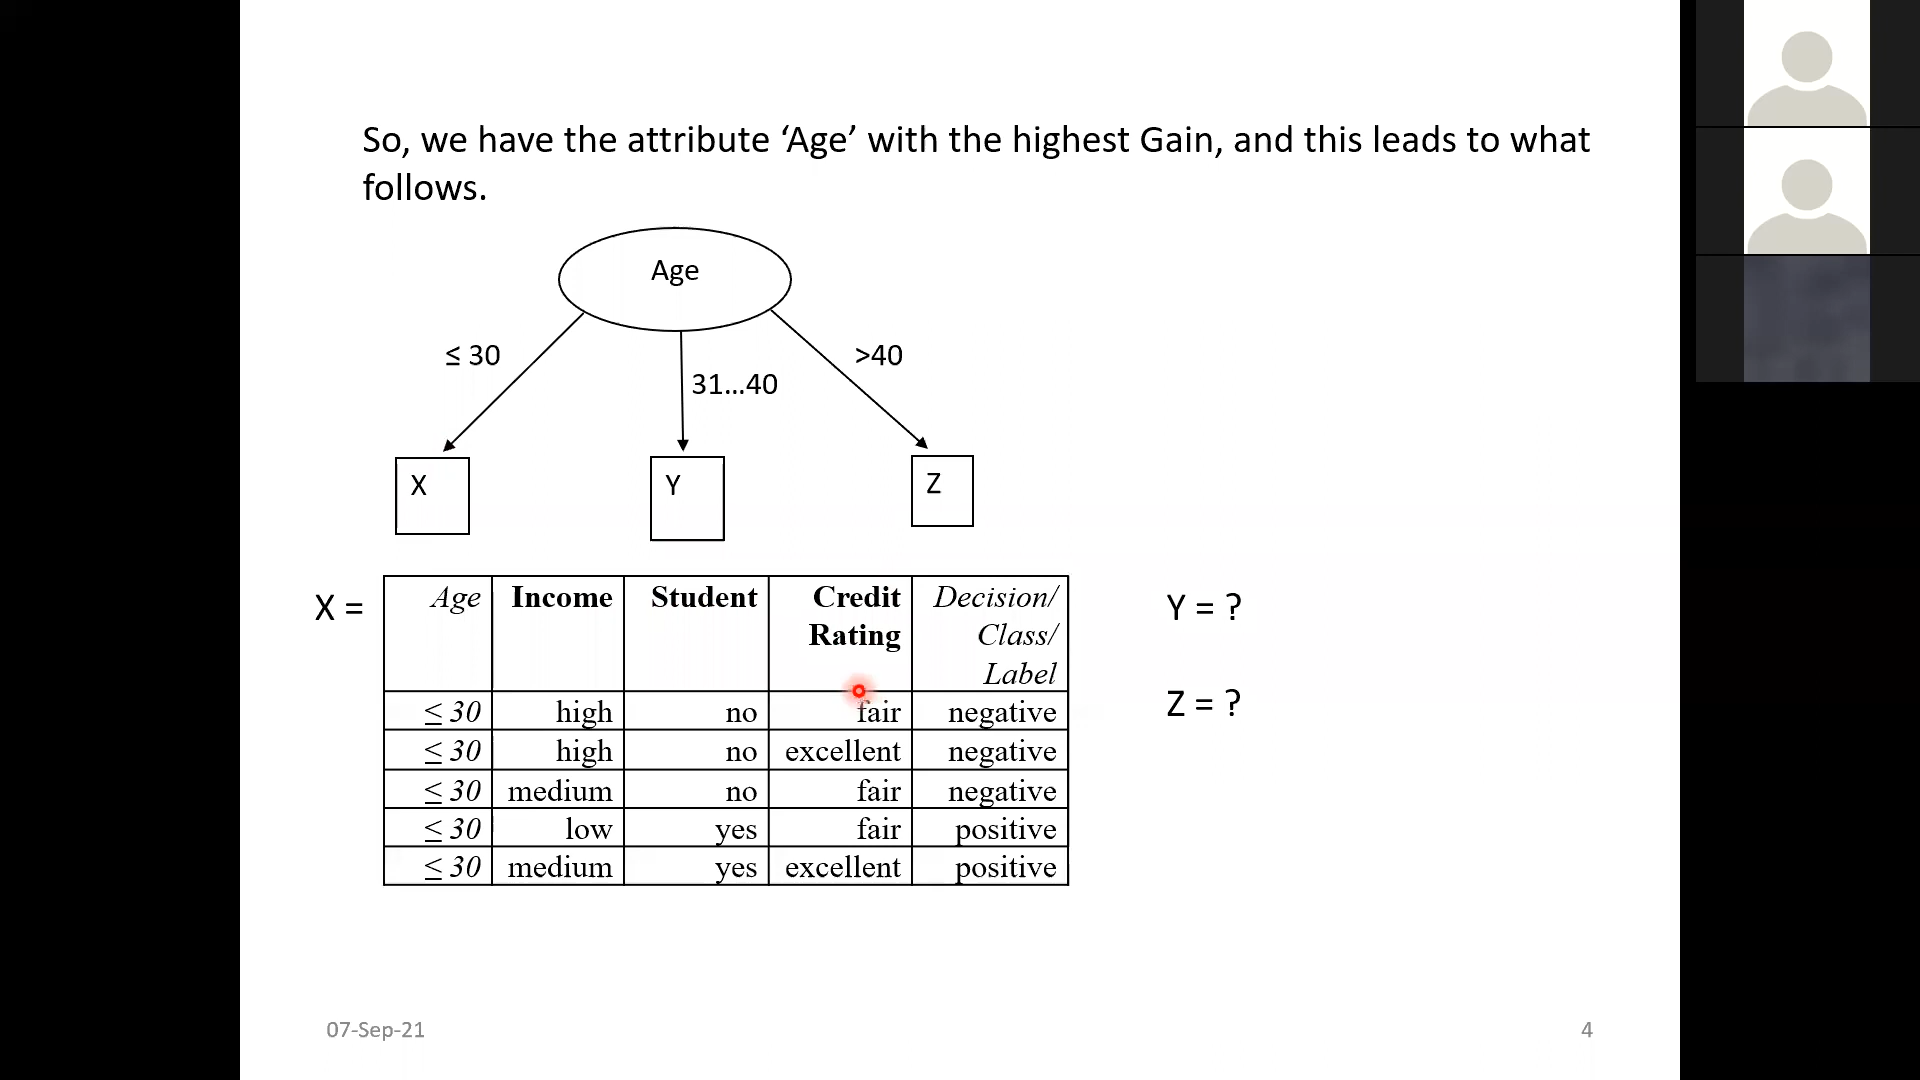 So, we have the attribute ‘Age’ with the highest Gain, and this leads to what
follows.
Age
≤ 30
31…40
>40
X
Y
Z
X =
Age Income Student Credit Rating Decision/ Class/ Label
≤ 30 high no fair negative
≤ 30 high no excellent negative
≤ 30 medium no fair negative
≤ 30 low yes fair positive
≤ 30 medium yes excellent positive
Y = ?
Z = ?
07-Sep-21
4